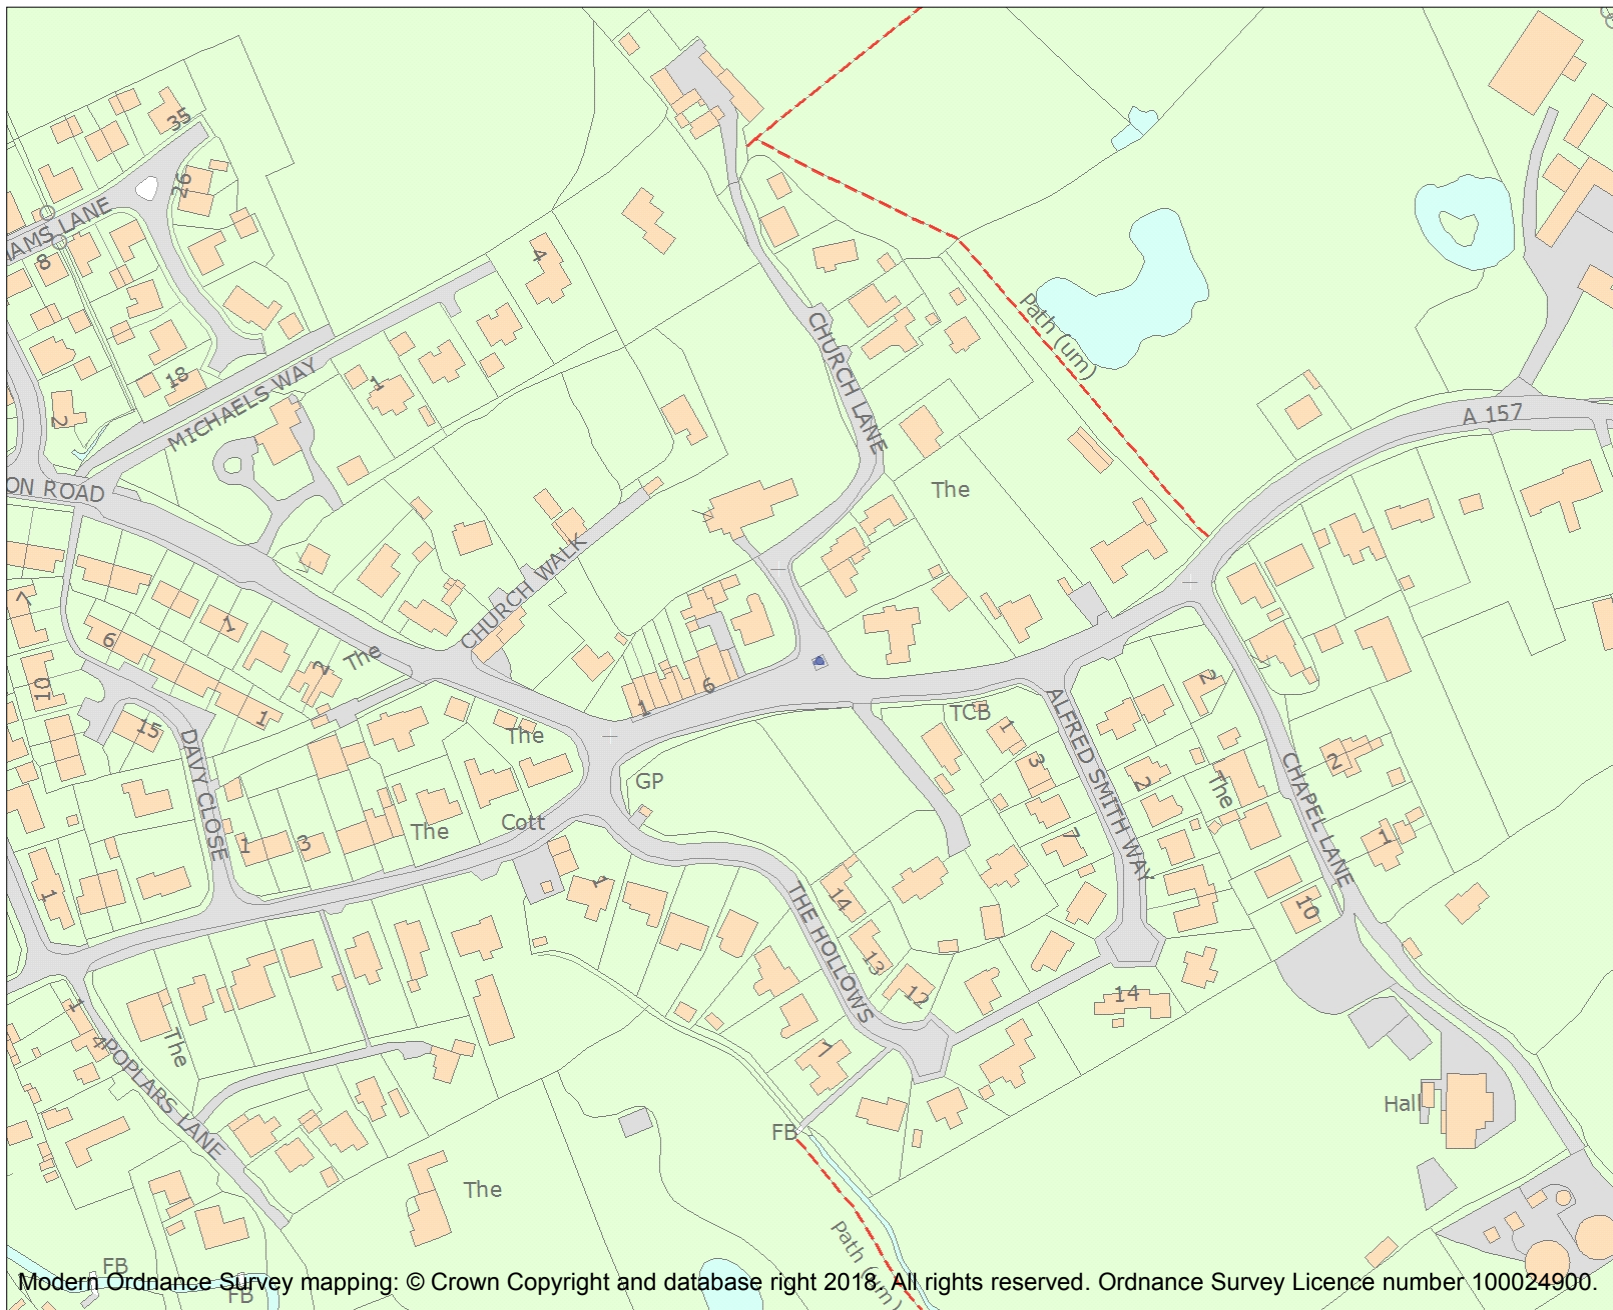 35
26
IAMS LANE
8
4
Path (um)
CHURCH LANE
18
1
MICHAELS WAY
2
A 157
ON ROAD
The
CHURCH WALK
7
1
6
The
2
10
1
6
1
2
15
The
TCB
1
ALFRED SMITH WAY
DAVY CLOSE
GP
3
2
The
CHAPEL LANE
2
The
Cott
1
3
7
1
1
1
14
10
THE HOLLOWS
13
12
14
1
4
The
POPLARS LANE
7
Hall
FB
The
Path (um)
FB
FB
Modern Ordnance Survey mapping: © Crown Copyright and database right 2018. All rights reserved. Ordnance Survey Licence number 100024900.